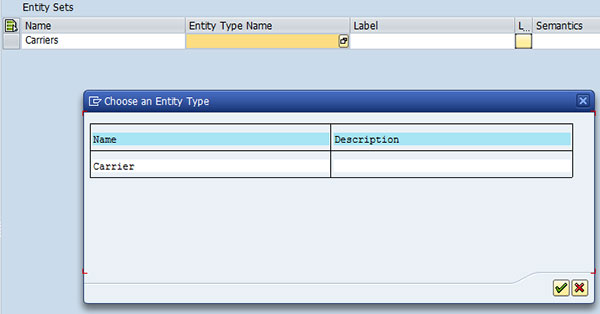 Entity Sets
Name Entity Type Name Label L... Semantics
Carriers
Choose an Entity Type
Name Description
Carrier